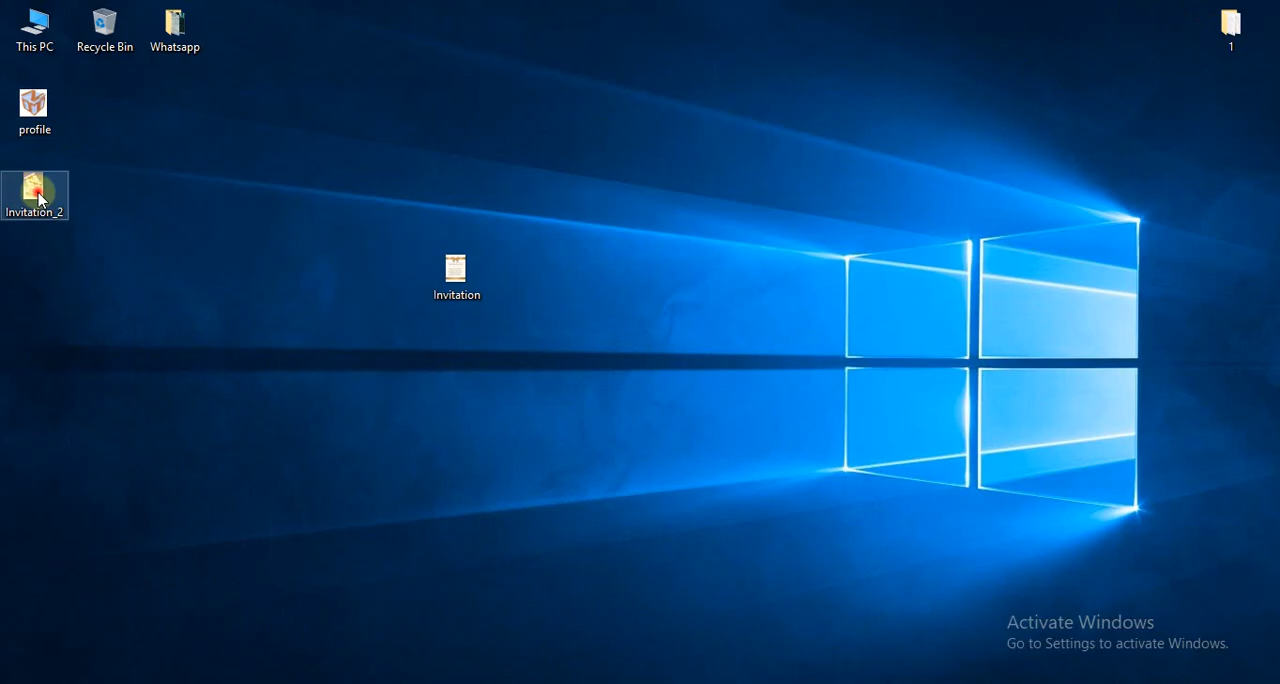 This PC
Recycle Bin
Whatsapp
1
profile
Invitation_2
Invitation
Activate Windows
Go to Settings to activate Windows.